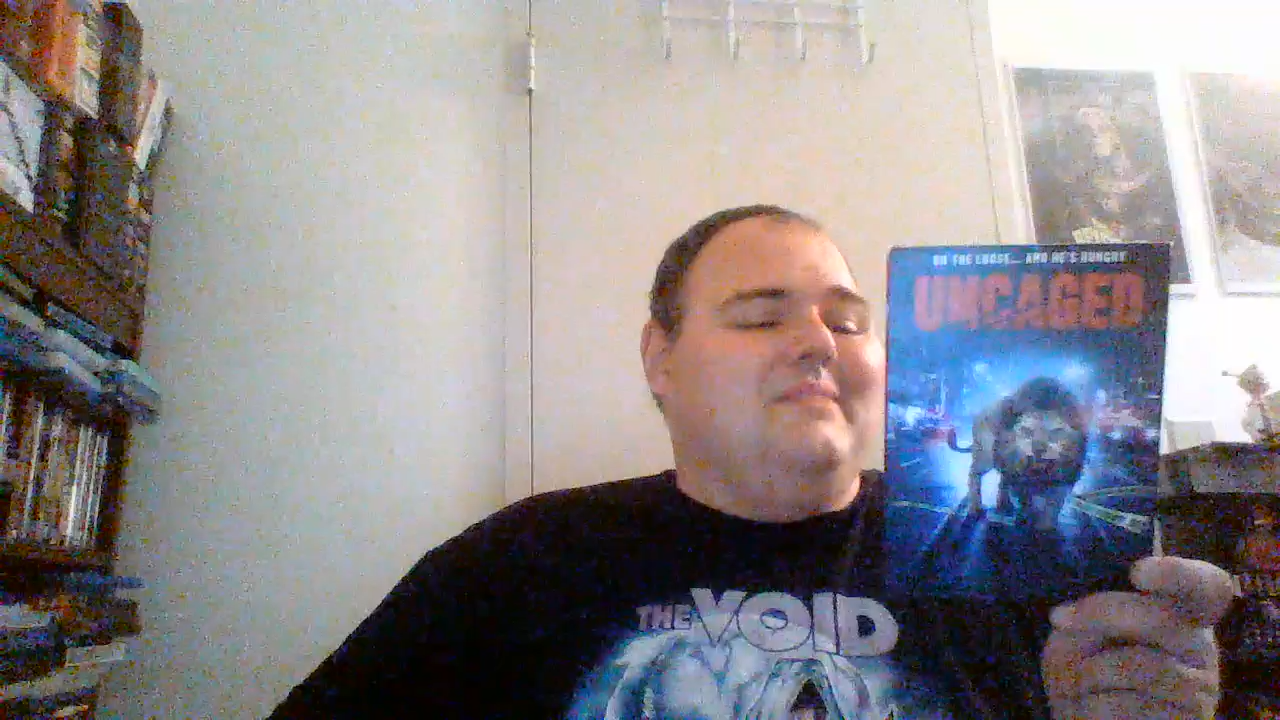 ON THE LOOSE... AND HE'S HUNGRY
UNCAGED
THE VOID